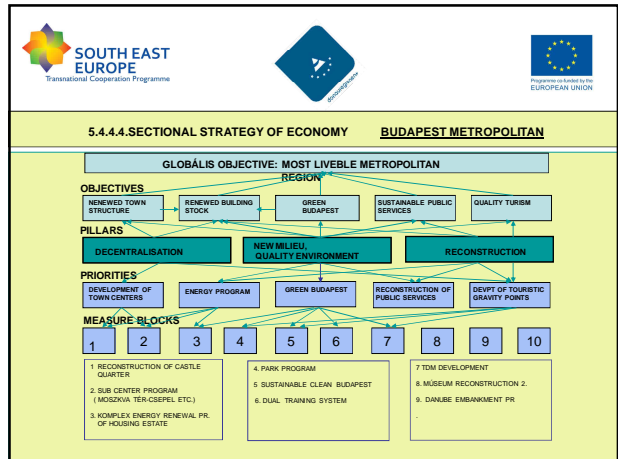 SOUTH EAST
EUROPE
Transnational Cooperation Programme
Programme co-funded by the
EUROPEAN UNION
5.4.4.4.SECTIONAL STRATEGY OF ECONOMY BUDAPEST METROPOLITAN
GLOBÁLIS OBJECTIVE: MOST LIVEBLE METROPOLITAN
REGION
OBJECTIVES
NENEWED TOWN
STRUCTURE
RENEWED BUILDING
STOCK
GREEN
BUDAPEST
SUSTAINABLE PUBLIC
SERVICES
QUALITY TURISM
PILLARS
DECENTRALISATION
NEW MILIEU,
QUALITY ENVIRONMENT
RECONSTRUCTION
PRIORITIES
DEVELOPMENT OF
TOWN CENTERS
ENERGY PROGRAM
GREEN BUDAPEST
RECONSTRUCTION OF
PUBLIC SERVICES
DEVPT OF TOURISTIC
GRAVITY POINTS
MEASURE BLOCKS
1 2 3 4 5 6 7 8 9 10
1 RECONSTRUCTION OF CASTLE
QUARTER
2. SUB CENTER PROGRAM
( MOSZKVA TÉR-CSEPEL ETC.)
3. KOMPLEX ENERGY RENEWAL PR.
OF HOUSING ESTATE
4. PARK PROGRAM
5 SUSTAINABLE CLEAN BUDAPEST
6. DUAL TRAINING SYSTEM
7 TDM DEVELOPMENT
8. MÚSEUM RECONSTRUCTION 2.
9. DANUBE EMBANKMENT PR
.